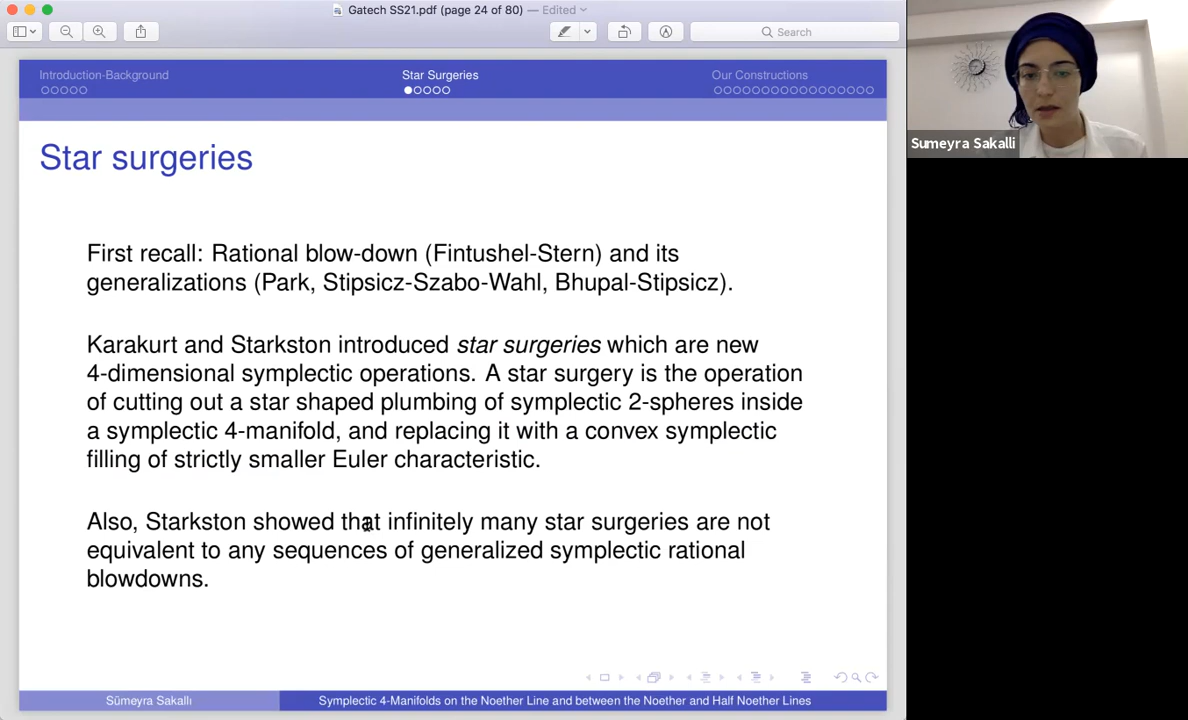 Gatech SS21.pdf (page 24 of 80) — Edited
Search
Introduction-Background
Star Surgeries
Our Constructions
Star surgeries
First recall: Rational blow-down (Fintushel-Stern) and its
generalizations (Park, Stipsicz-Szabo-Wahl, Bhupal-Stipsicz).
Karakurt and Starkston introduced star surgeries which are new
4-dimensional symplectic operations. A star surgery is the operation
of cutting out a star shaped plumbing of symplectic 2-spheres inside
a symplectic 4-manifold, and replacing it with a convex symplectic
filling of strictly smaller Euler characteristic.
Also, Starkston showed that infinitely many star surgeries are not
equivalent to any sequences of generalized symplectic rational
blowdowns.
Sümeyra Sakallı
Symplectic 4-Manifolds on the Noether Line and between the Noether and Half Noether Lines
Sumeyra Sakalli